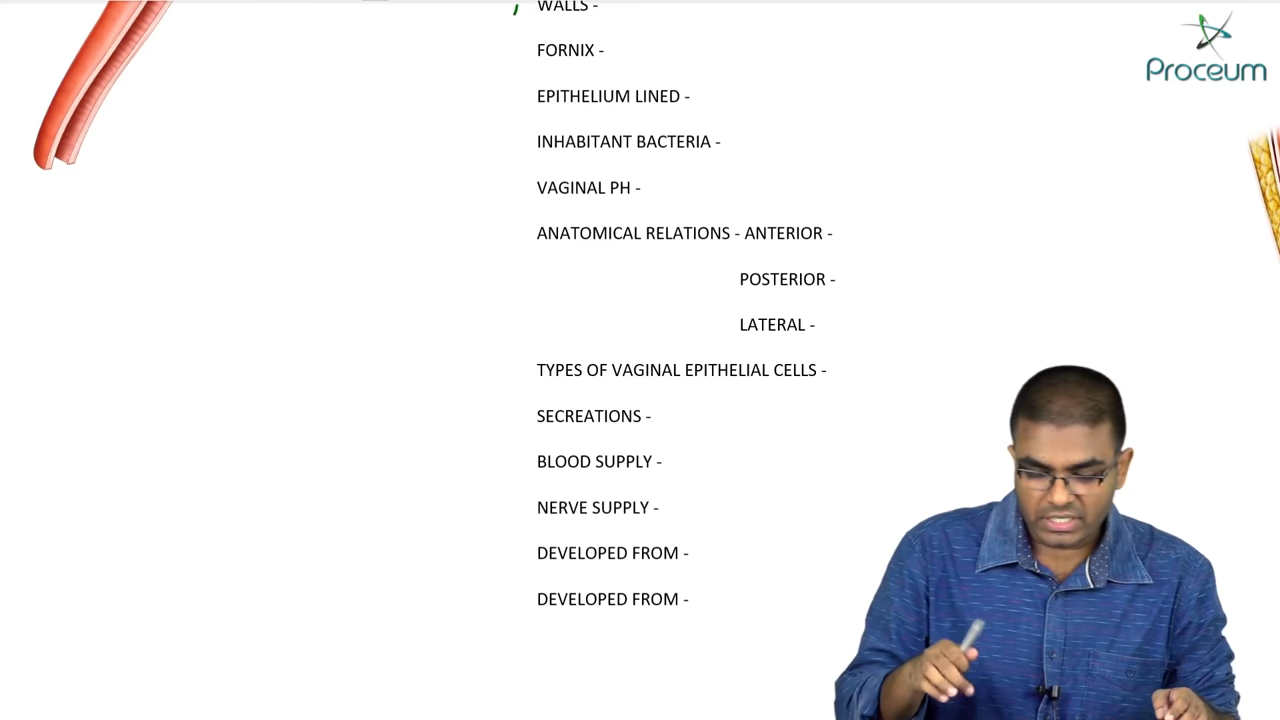 WALLS -
Proceum
FORNIX -
EPITHELIUM LINED -
INHABITANT BACTERIA -
VAGINAL PH -
ANATOMICAL RELATIONS - ANTERIOR -
POSTERIOR -
LATERAL -
TYPES OF VAGINAL EPITHELIAL CELLS -
SECREATIONS -
BLOOD SUPPLY -
NERVE SUPPLY -
DEVELOPED FROM -
DEVELOPED FROM -